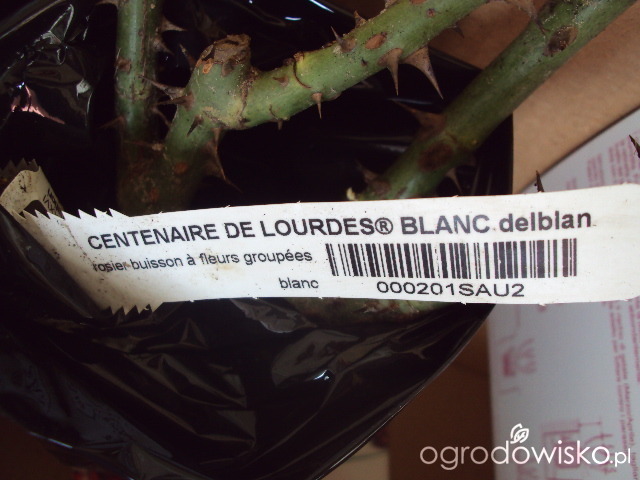 CENTENAIRE DE LOURDES® BLANC delblan
rosier buisson à fleurs groupées
blanc
000201SAU2
ogrodowisko.pl